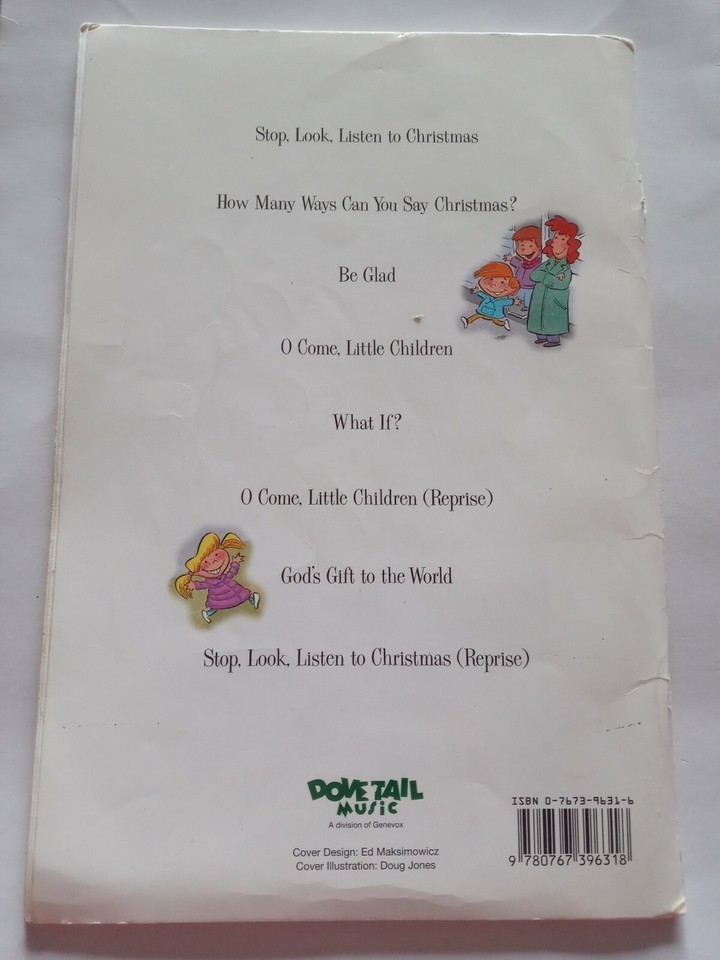 Stop, Look, Listen to Christmas
How Many Ways Can You Say Christmas?
Be Glad
O Come, Little Children
What If?
O Come, Little Children (Reprise)
God's Gift to the World
Stop, Look, Listen to Christmas (Reprise)
DOVETAIL
MUSIC
A division of Genevox
Cover Design: Ed Maksimowicz
Cover Illustration: Doug Jones
ISBN 0-7673-9631-6
9 780767 396318